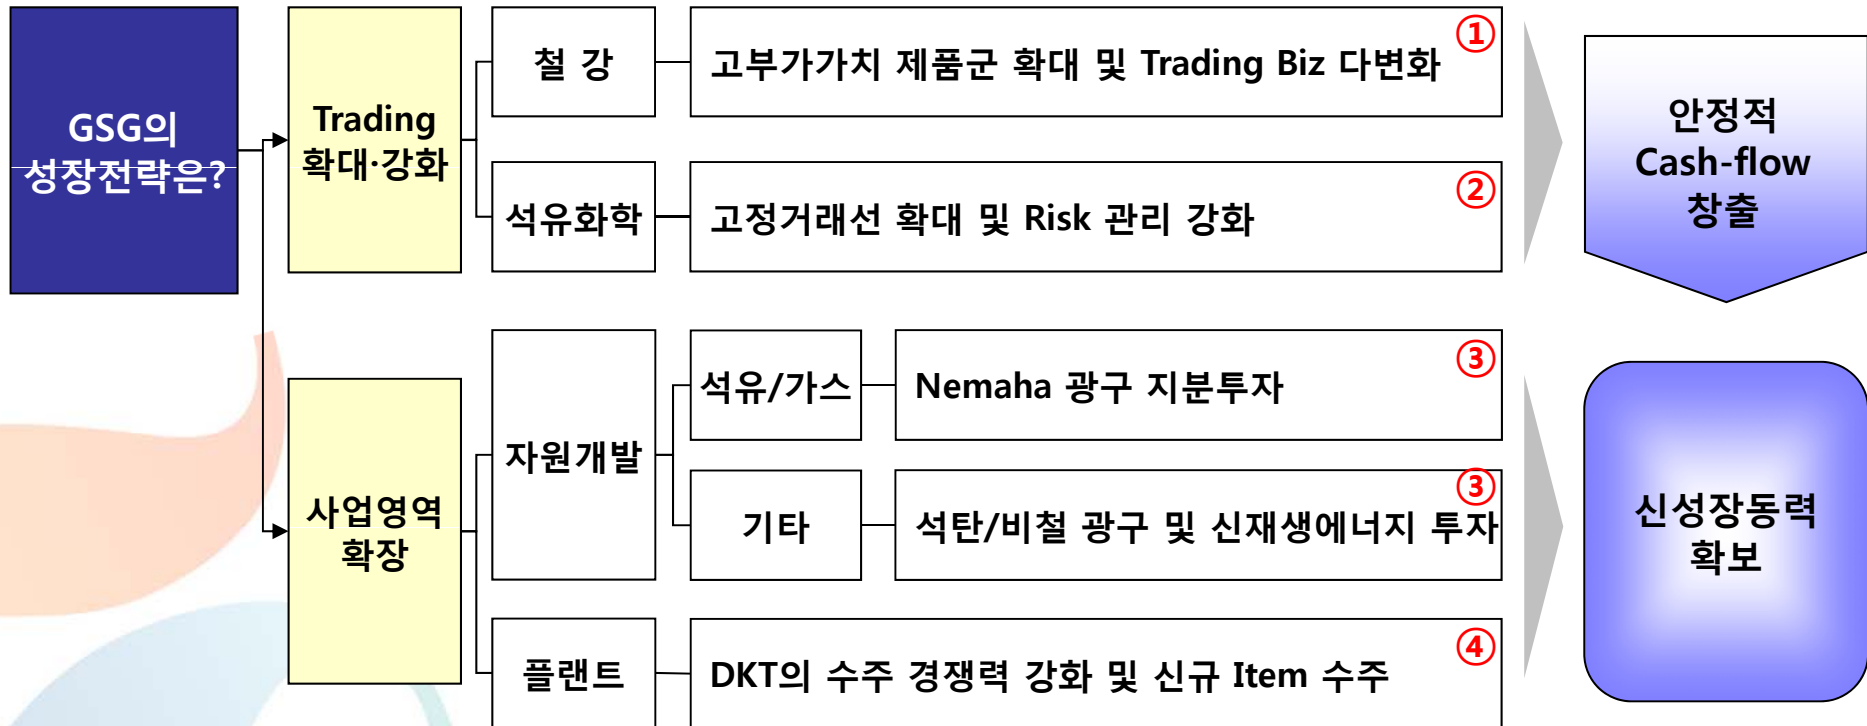 GSG의
성장전략은?
Trading
확대·강화
철 강
고부가가치 제품군 확대 및 Trading Biz 다변화
①
석유화학
고정거래선 확대 및 Risk 관리 강화
②
안정적
Cash-flow
창출
사업영역
확장
자원개발
석유/가스
Nemaha 광구 지분투자
③
기타
석탄/비철 광구 및 신재생에너지 투자
③
플랜트
DKT의 수주 경쟁력 강화 및 신규 Item 수주
④
신성장동력
확보